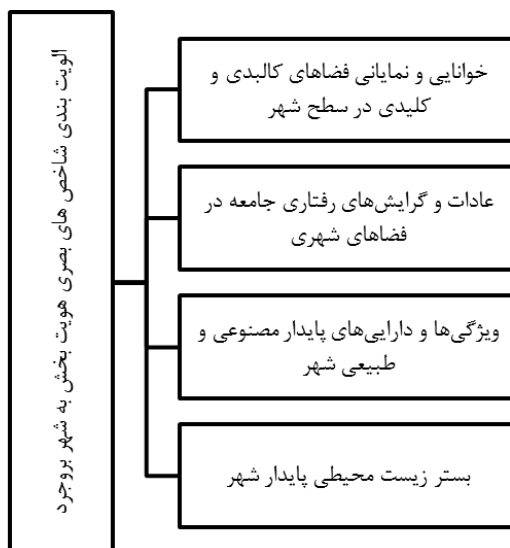 الویت بندی شاخص های بصری هویت بخش به شهر بروجرد
خوانایی و نمایانی فضاهای کالبدی و
کلیدی در سطح شهر
عادات و گرایش‌های رفتاری جامعه در
فضاهای شهری
ویژگی‌ها و دارایی‌های پایدار مصنوعی و
طبیعی شهر
بستر زیست محیطی پایدار شهر